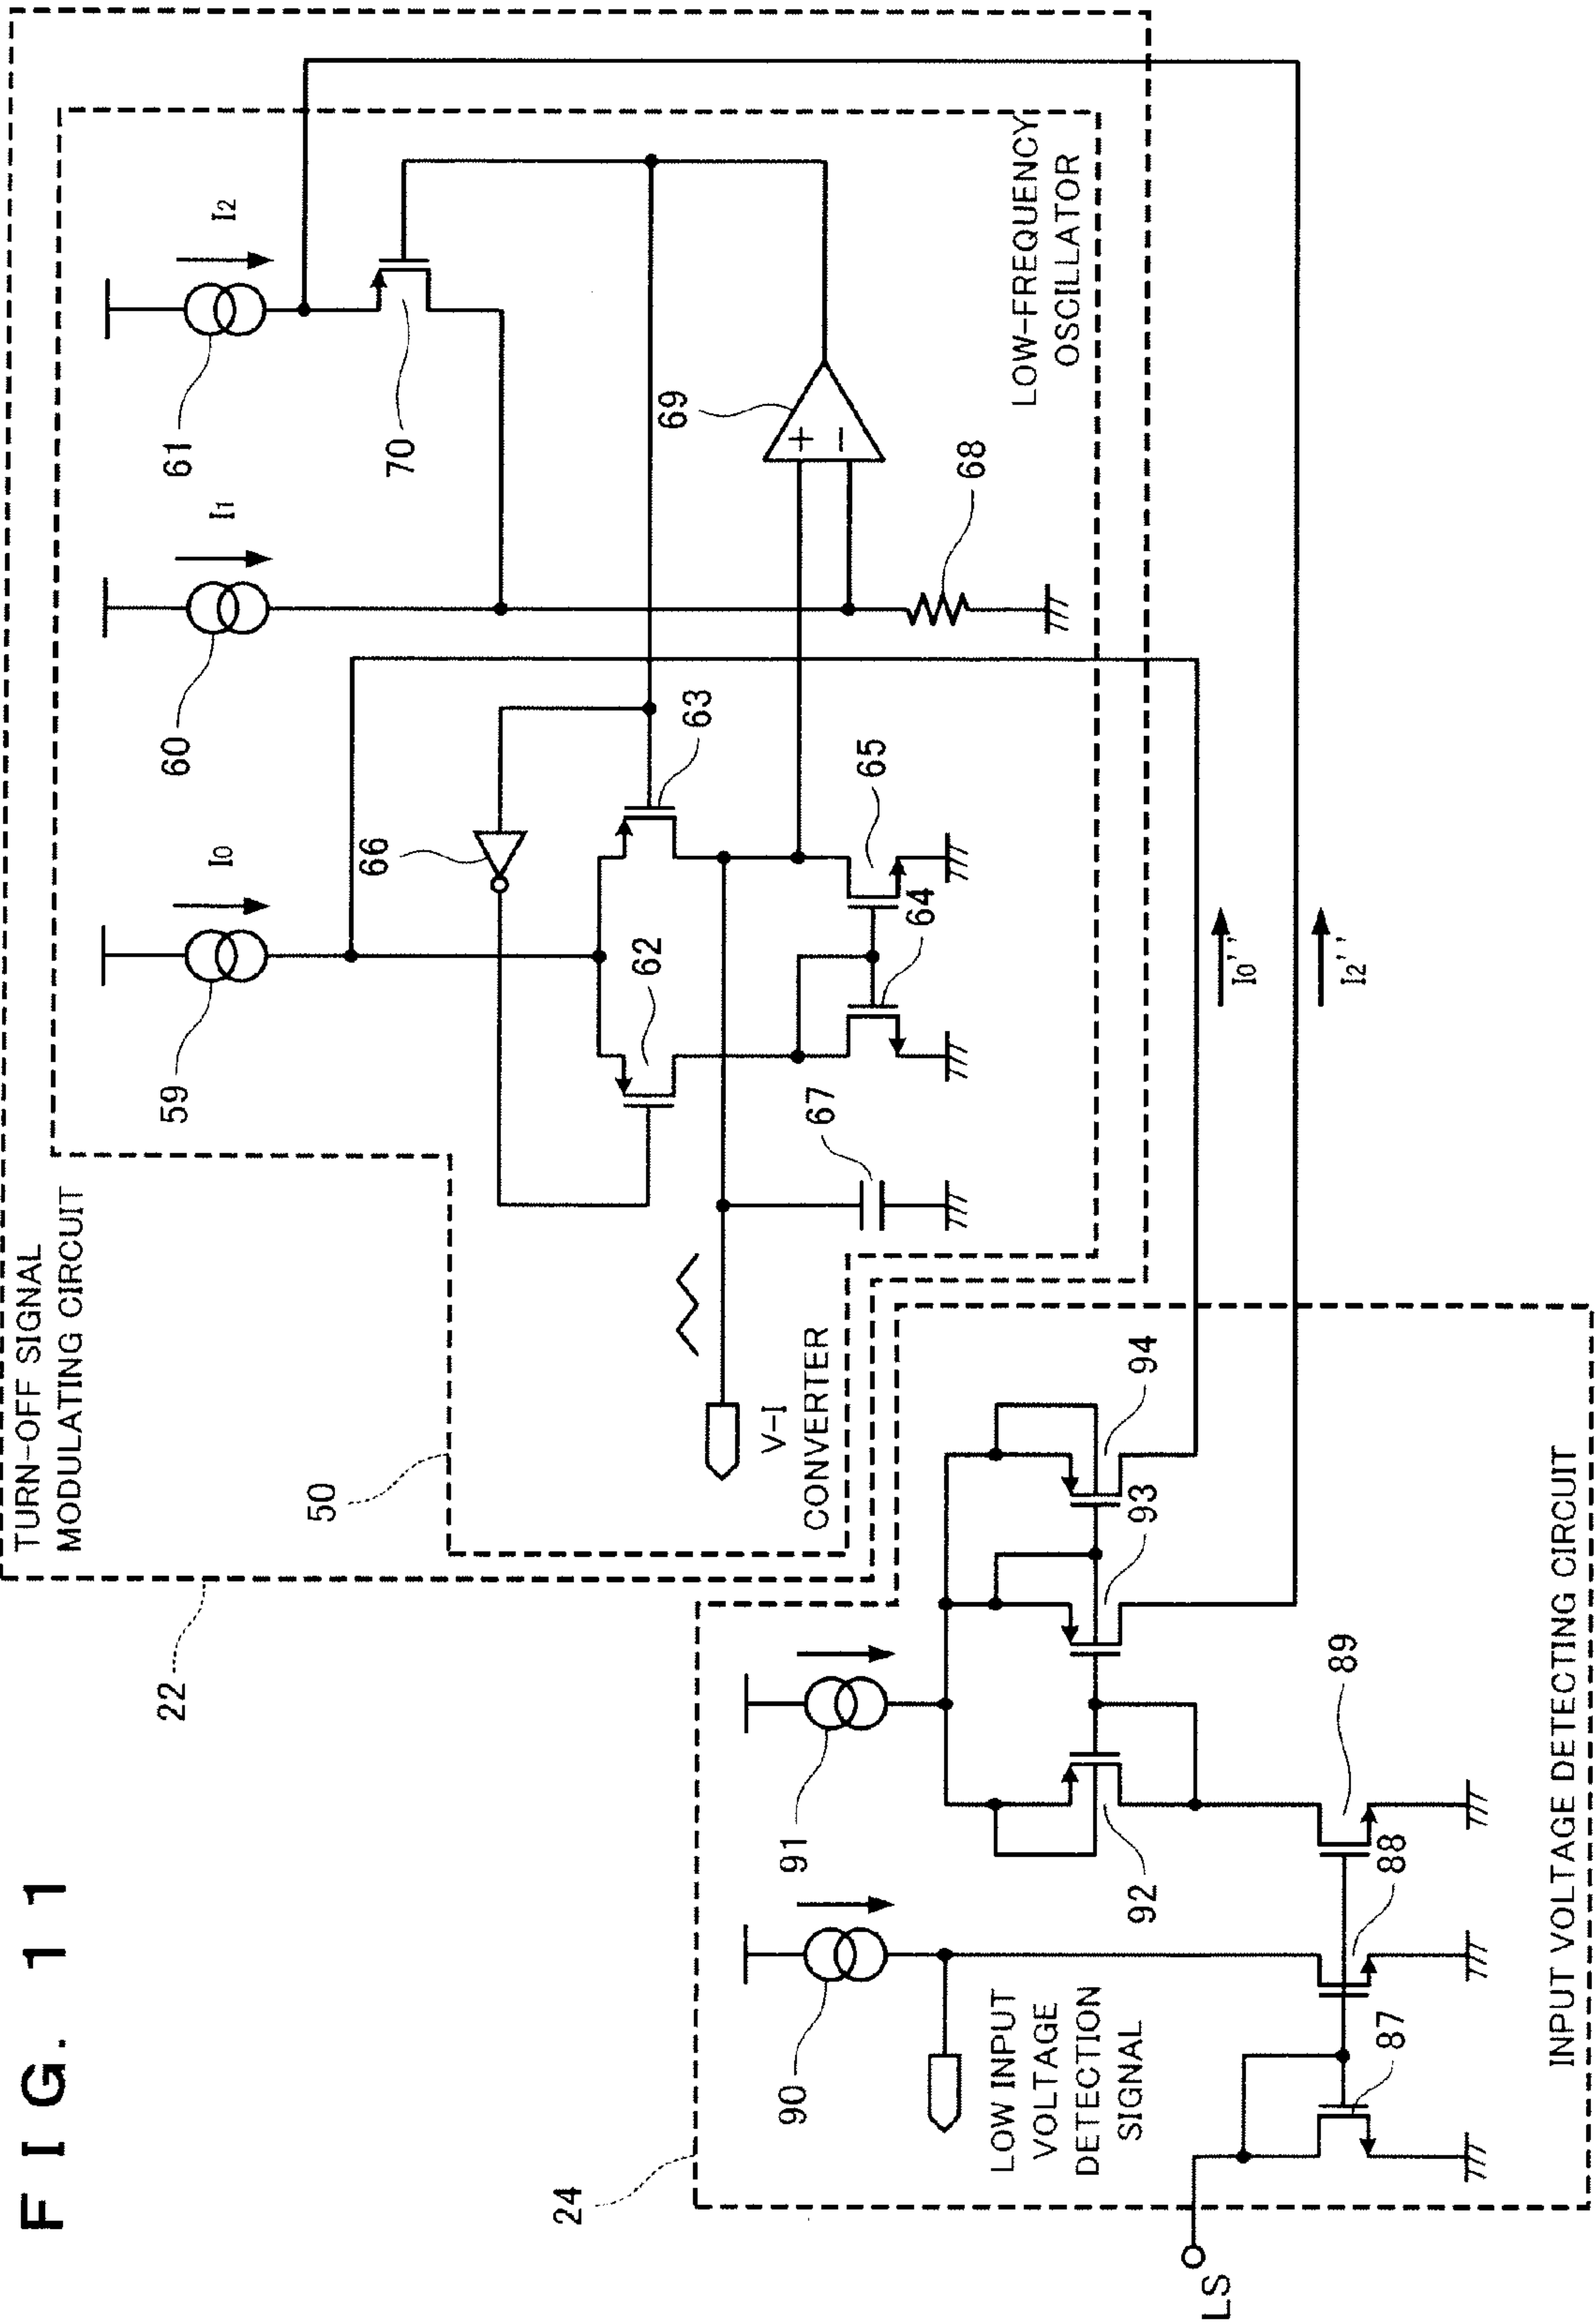 FIG. 11
TURN-OFF SIGNAL
MODULATING CIRCUIT
22
50
59
I0
60
I1
61
I2
70
66
62
63
64
65
67
68
69
+
−
LOW-FREQUENCY
OSCILLATOR
V-I
CONVERTER
I0''
I2''
24
90
91
92
93
94
LOW INPUT
VOLTAGE
DETECTION
SIGNAL
87
88
89
LS
INPUT VOLTAGE DETECTING CIRCUIT